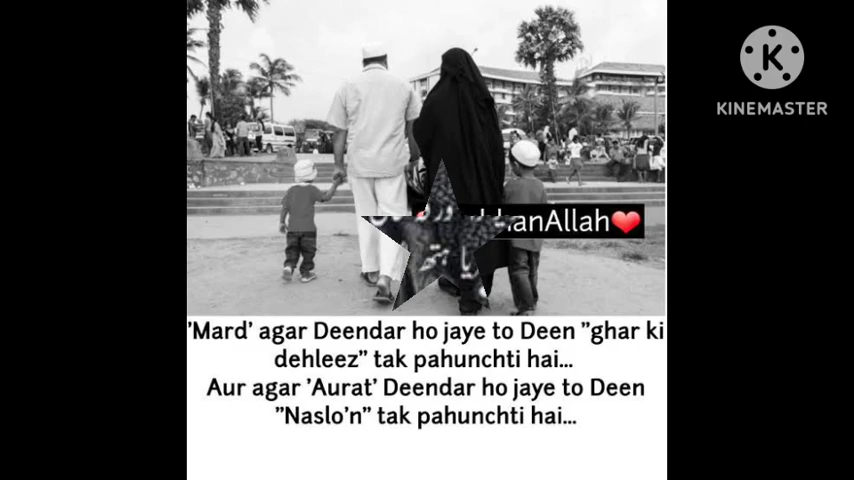 KINEMASTER
hanAllah❤️
'Mard' agar Deendar ho jaye to Deen "ghar ki
dehleez" tak pahunchti hai...
Aur agar 'Aurat' Deendar ho jaye to Deen
"Naslo'n" tak pahunchti hai...